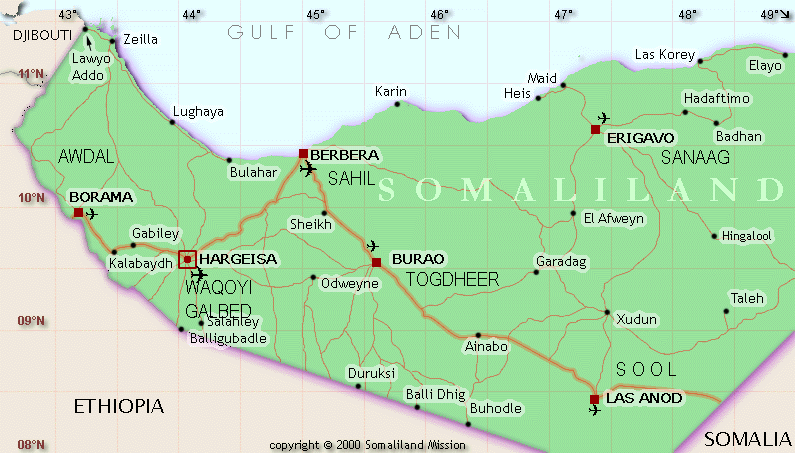 43°
44°
45°
46°
47°
48°
49°
DJIBOUTI
Zeilla
GULF OF ADEN
Lawyo
Addo
Las Korey
Elayo
11°N
Maid
Karin
Heis
Hadaftimo
Lughaya
ERIGAVO
Badhan
AWDAL
BERBERA
SANAAG
Bulahar
SAHIL
SOMALILAND
10°N
BORAMA
Sheikh
El Afweyn
Gabiley
Hingalool
Kalabaydh
HARGEISA
BURAO
Garadag
WAQOYI
GALBED
Odweyne
TOGDHEER
Taleh
09°N
Salahley
Xudun
Balligubadle
Ainabo
SOOL
Duruksi
Balli Dhig
LAS ANOD
ETHIOPIA
Buhodle
SOMALIA
08°N
copyright © 2000 Somaliland Mission